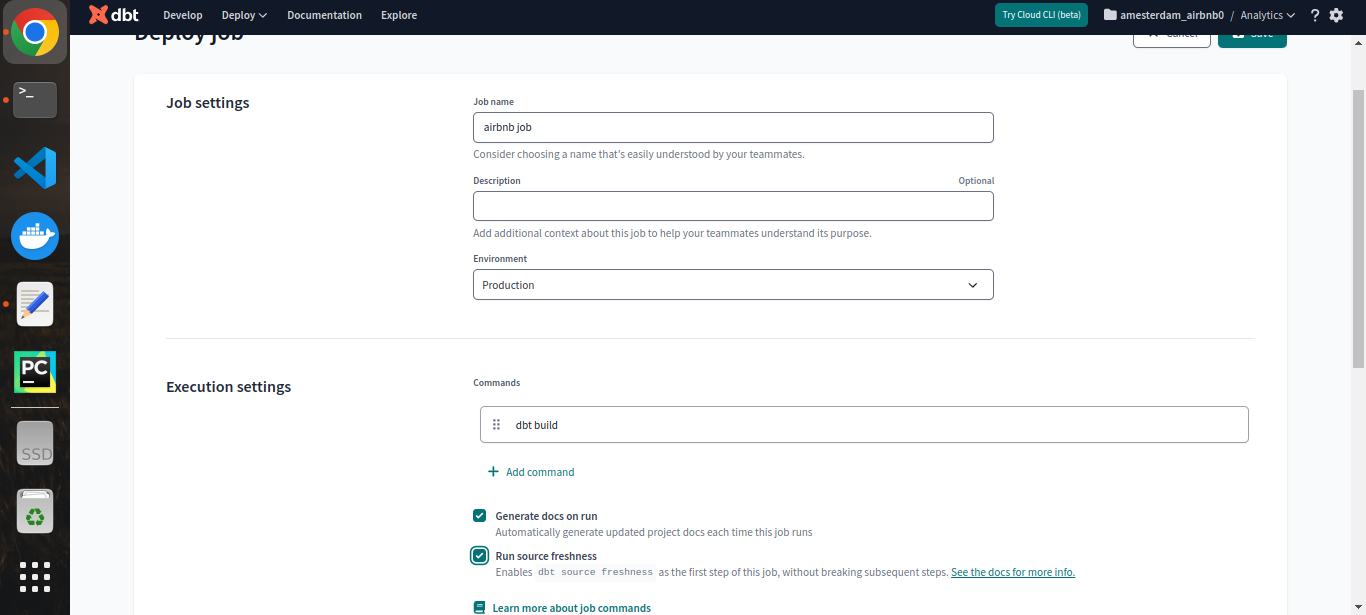 dbt Develop Deploy Documentation Explore Try Cloud CLI (beta) amesterdam_airbnb0 / Analytics ?
Deploy job Cancel Save
Job settings
Job name
airbnb job
Consider choosing a name that's easily understood by your teammates.
Description Optional
Add additional context about this job to help your teammates understand its purpose.
Environment
Production
Execution settings
Commands
dbt build
+ Add command
Generate docs on run
Automatically generate updated project docs each time this job runs
Run source freshness
Enables dbt source freshness as the first step of this job, without breaking subsequent steps. See the docs for more info.
Learn more about job commands
>_
PC
SSD